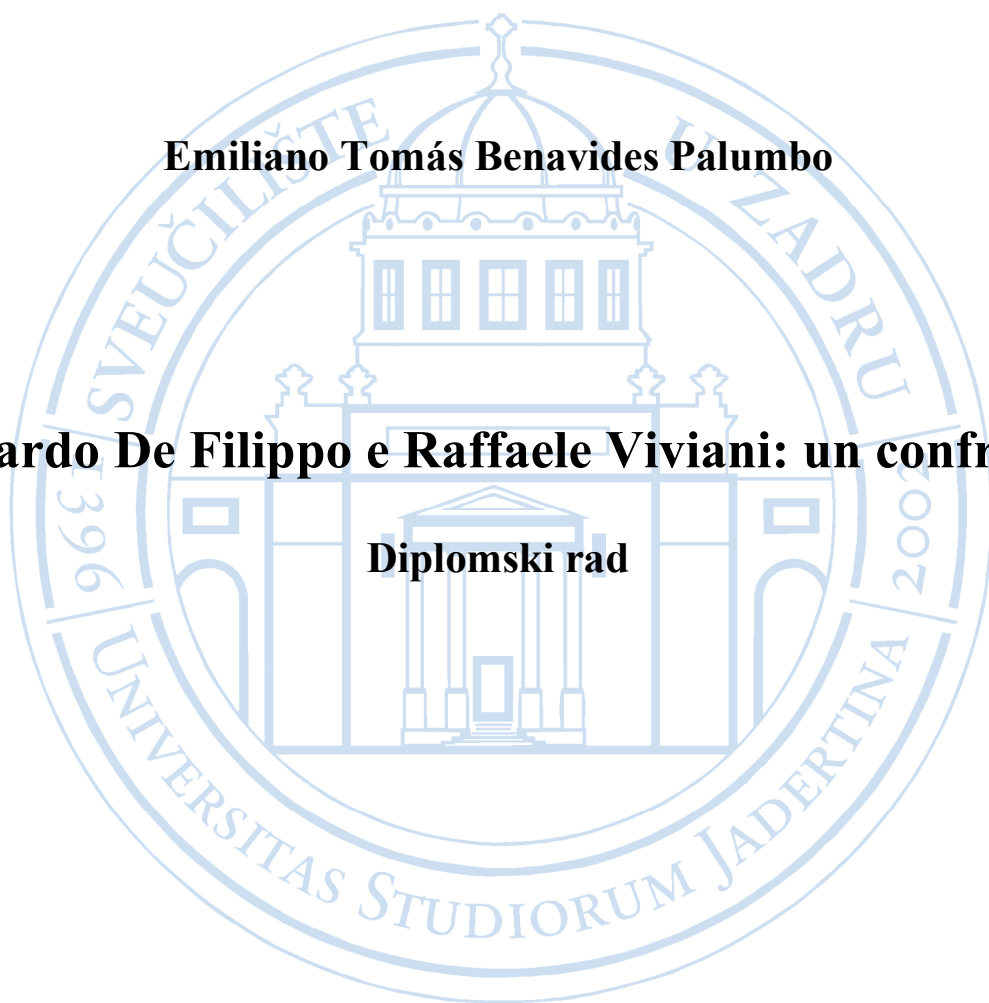 Emiliano Tomás Benavides Palumbo
ardo De Filippo e Raffaele Viviani: un confr
Diplomski rad
SVEUČILIŠTE U ZADRU
1396
2002
UNIVERSITAS STUDIORUM JADERTINA